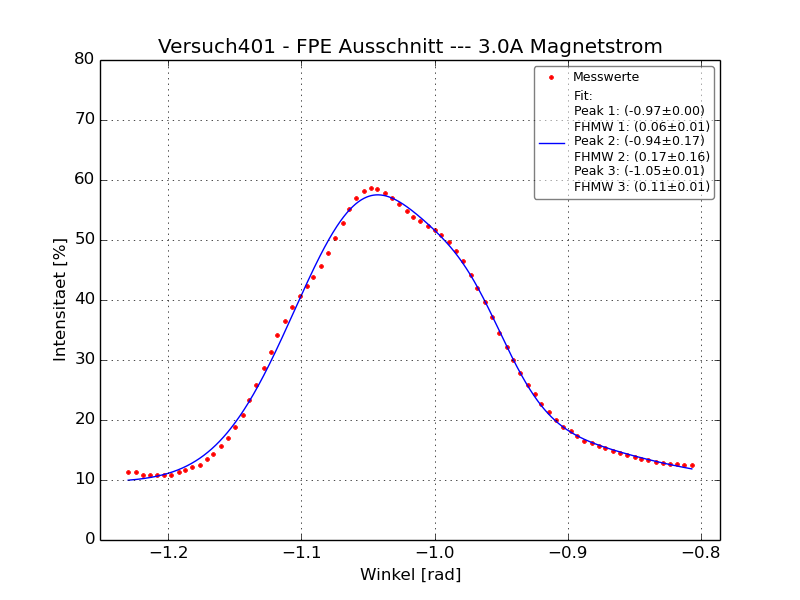 Versuch401 - FPE Ausschnitt --- 3.0A Magnetstrom
80
70
60
50
40
30
20
10
0
Intensitaet [%]
Messwerte
Fit:
Peak 1: (-0.97±0.00)
FHMW 1: (0.06±0.01)
Peak 2: (-0.94±0.17)
FHMW 2: (0.17±0.16)
Peak 3: (-1.05±0.01)
FHMW 3: (0.11±0.01)
−1.2 −1.1 −1.0 −0.9 −0.8
Winkel [rad]